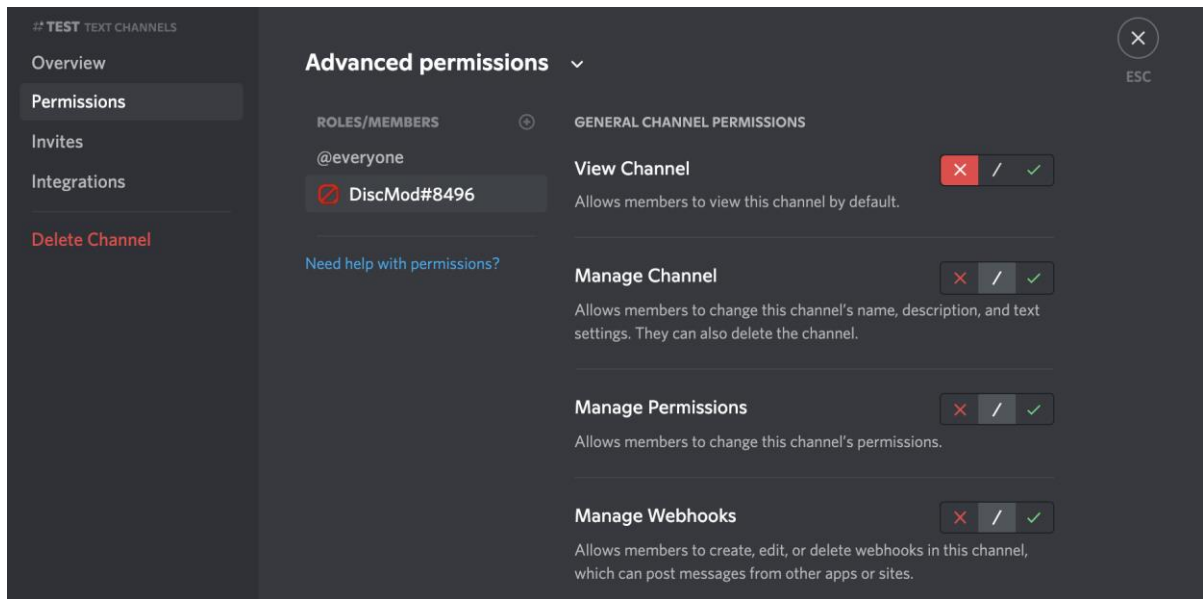 # TEST TEXT CHANNELS
Overview
Permissions
Invites
Integrations
Delete Channel
Advanced permissions
ROLES/MEMBERS
@everyone
DiscMod#8496
Need help with permissions?
GENERAL CHANNEL PERMISSIONS
View Channel
Allows members to view this channel by default.
Manage Channel
Allows members to change this channel's name, description, and text
settings. They can also delete the channel.
Manage Permissions
Allows members to change this channel's permissions.
Manage Webhooks
Allows members to create, edit, or delete webhooks in this channel,
which can post messages from other apps or sites.
ESC